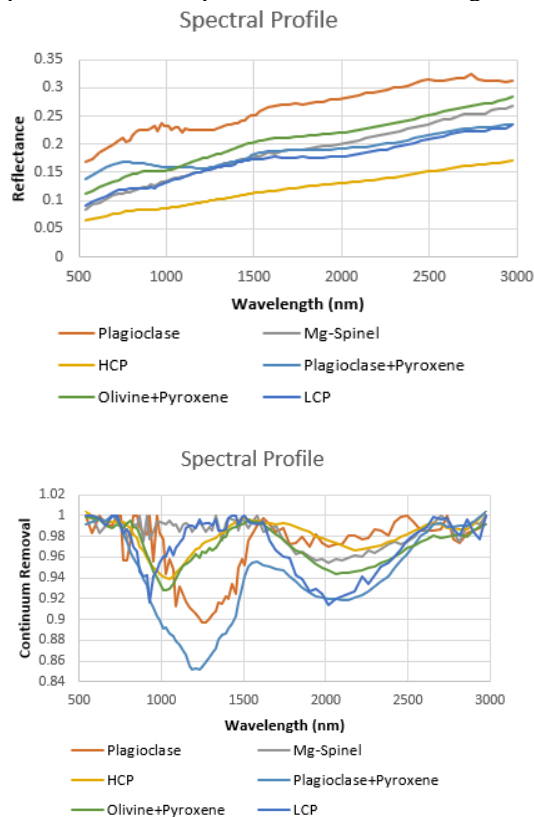 Spectral Profile
0.35
0.3
0.25
0.2
0.15
0.1
0.05
0
Reflectance
500 1000 1500 2000 2500 3000
Wavelength (nm)
Plagioclase Mg-Spinel
HCP Plagioclase+Pyroxene
Olivine+Pyroxene LCP
Spectral Profile
1.02
1
0.98
0.96
0.94
0.92
0.9
0.88
0.86
0.84
Continuum Removal
500 1000 1500 2000 2500 3000
Wavelength (nm)
Plagioclase Mg-Spinel
HCP Plagioclase+Pyroxene
Olivine+Pyroxene LCP